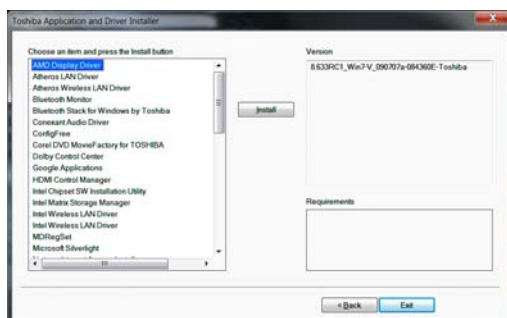 Toshiba Application and Driver Installer
Choose an item and press the Install button
AMD Display Driver
Atheros LAN Driver
Atheros Wireless LAN Driver
Bluetooth Monitor
Bluetooth Stack for Windows by Toshiba
Conexant Audio Driver
ConfigFree
Corel DVD MovieFactory for TOSHIBA
Dolby Control Center
Google Applications
HDMI Control Manager
Intel Chipset SW Installation Utility
Intel Matrix Storage Manager
Intel Wireless LAN Driver
Intel Wireless LAN Driver
MDRegSet
Microsoft Silverlight
Install
Version
8.633RC1_Win7-V_090707a-084360E-Toshiba
Requirements
< Back
Exit